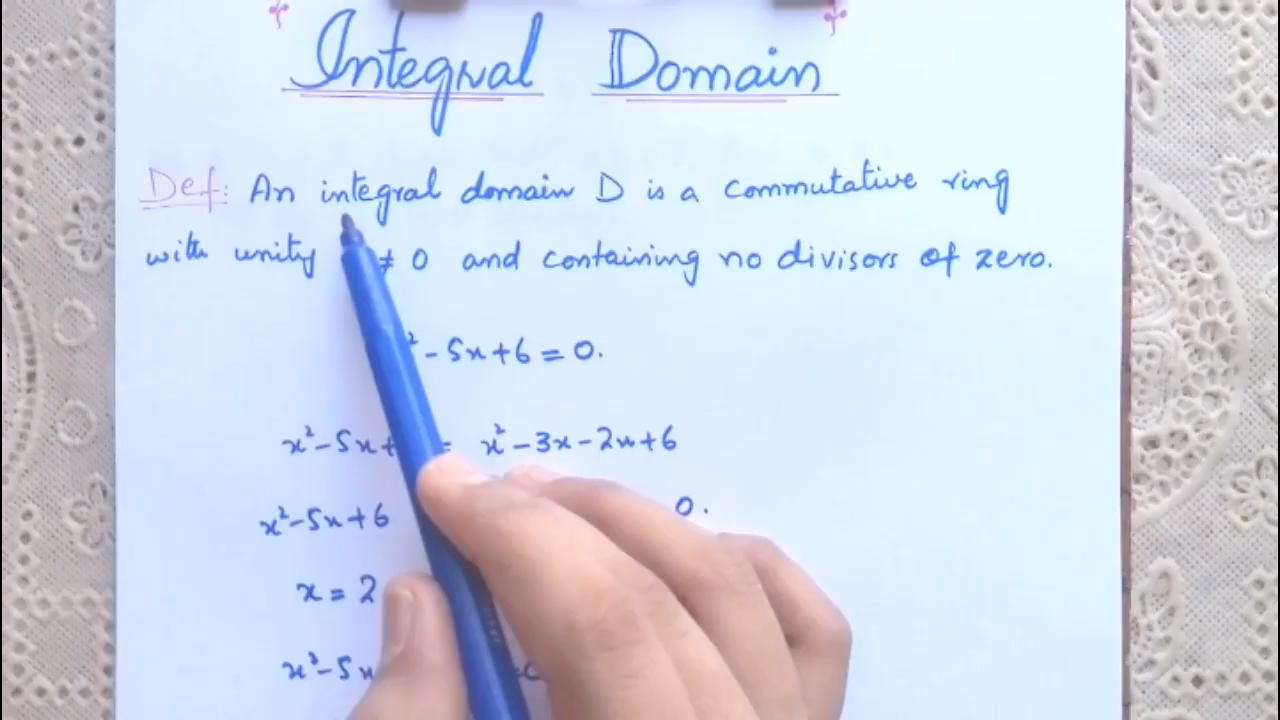 Integral Domain
Def: An integral domain D is a commutative ring
with unity ≠ 0 and containing no divisors of zero.
² - 5x + 6 = 0.
x² - 5x + = x² - 3x - 2x + 6
x² - 5x + 6 0.
x = 2
- 5x